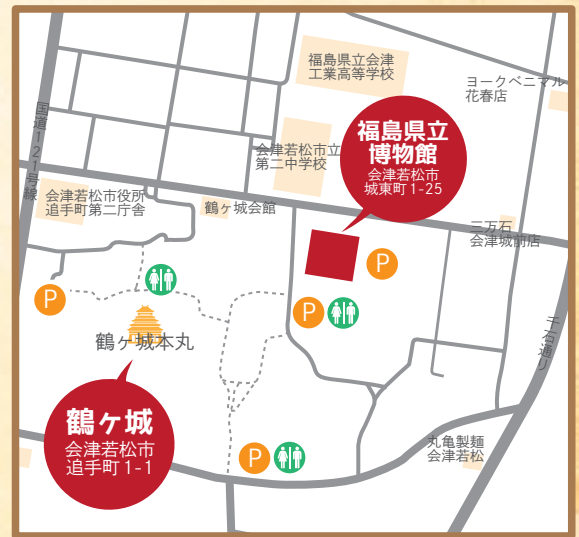 福島県立会津
工業高等学校
ヨークベニマル
花春店
国道121号線
会津若松市立
第二中学校
福島県立
博物館
会津若松市
城東町1-25
会津若松市役所
追手町第二庁舎
鶴ヶ城会館
三万石
会津城前店
P
P
P
千石通り
鶴ヶ城本丸
鶴ヶ城
会津若松市
追手町1-1
丸亀製麺
会津若松
P